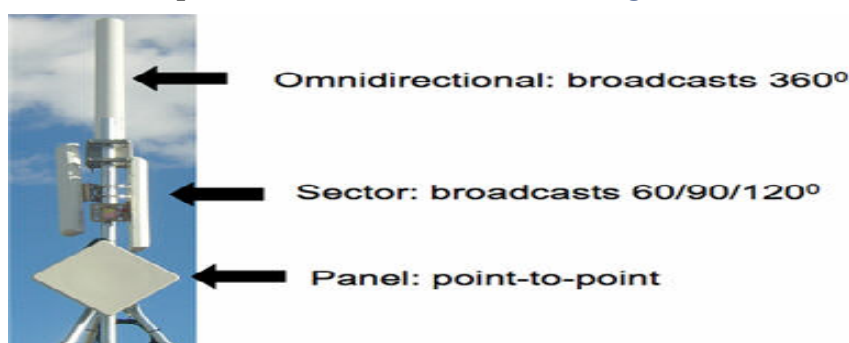 Omnidirectional: broadcasts 360º
Sector: broadcasts 60/90/120º
Panel: point-to-point